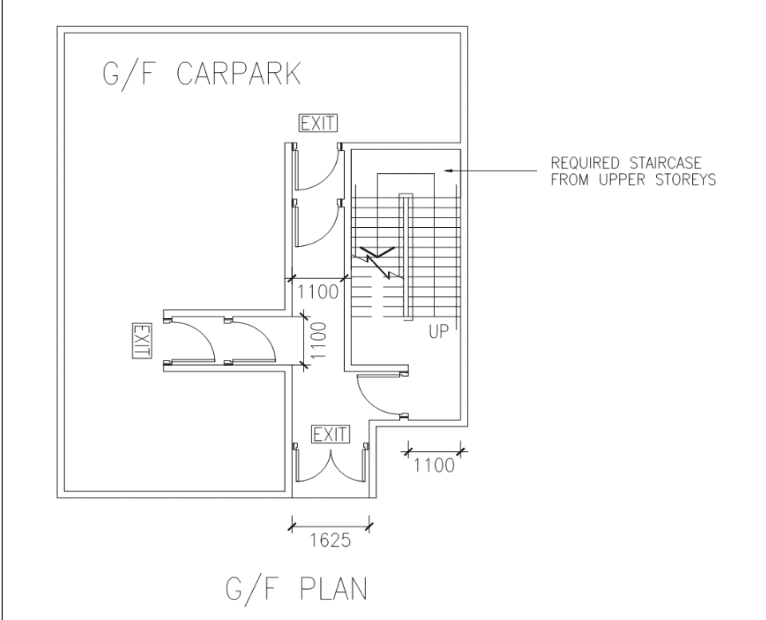 G/F CARPARK
EXIT
REQUIRED STAIRCASE
FROM UPPER STOREYS
1100
1100
EXIT
UP
EXIT
1100
1625
G/F PLAN